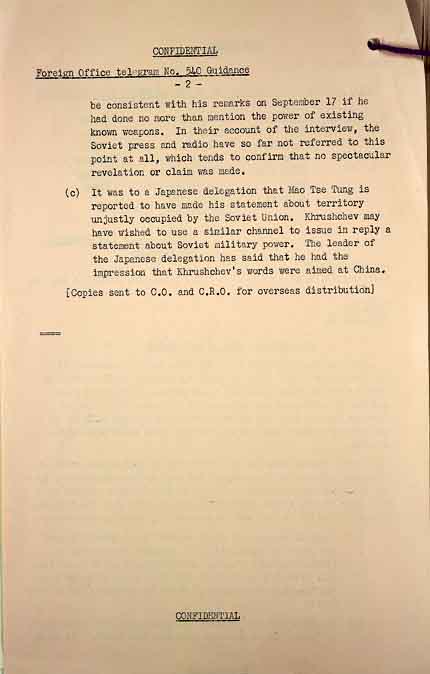 CONFIDENTIAL
Foreign Office telegram No. 540 Guidance
- 2 -
be consistent with his remarks on September 17 if he
had done no more than mention the power of existing
known weapons. In their account of the interview, the
Soviet press and radio have so far not referred to this
point at all, which tends to confirm that no spectacular
revelation or claim was made.
(c) It was to a Japanese delegation that Mao Tse Tung is
reported to have made his statement about territory
unjustly occupied by the Soviet Union. Khrushchev may
have wished to use a similar channel to issue in reply a
statement about Soviet military power. The leader of
the Japanese delegation has said that he had the
impression that Khrushchev's words were aimed at China.
[Copies sent to C.O. and C.R.O. for overseas distribution]
CONFIDENTIAL